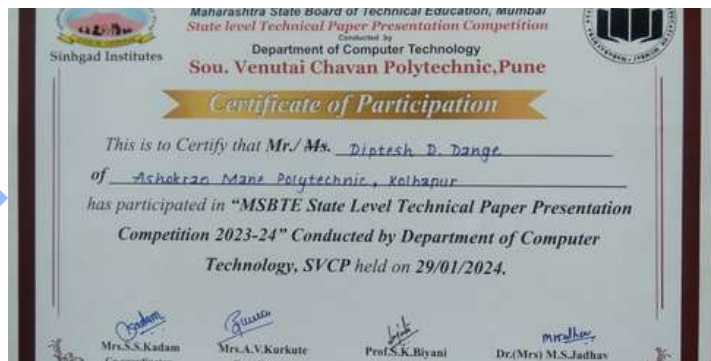 Maharashtra State Board of Technical Education, Mumbai
State level Technical Paper Presentation Competition
Conducted by
Department of Computer Technology
Sinhgad Institutes
Sou. Venutai Chavan Polytechnic,Pune
Certificate of Participation
This is to Certify that Mr./ Ms. Diptesh D. Dange
of Ashokrao Mane Polytechnic, Kolhapur
has participated in “MSBTE State Level Technical Paper Presentation
Competition 2023-24” Conducted by Department of Computer
Technology, SVCP held on 29/01/2024.
Mrs.S.S.Kadam Mrs.A.V.Kurkute Prof.S.K.Biyani Dr.(Mrs) M.S.Jadhav